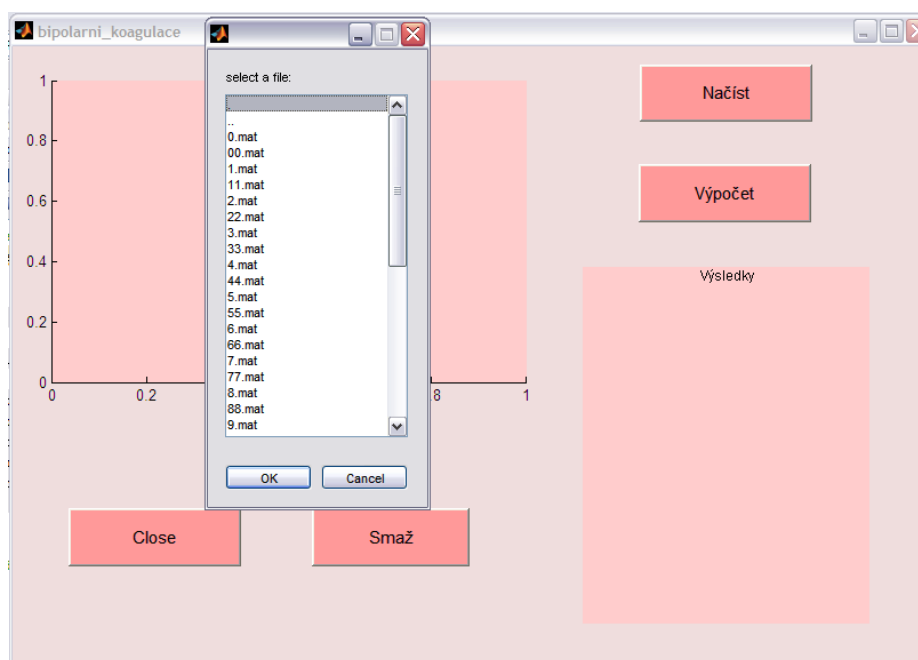 bipolarni_koagulace
select a file:
.
..
0.mat
00.mat
1.mat
11.mat
2.mat
22.mat
3.mat
33.mat
4.mat
44.mat
5.mat
55.mat
6.mat
66.mat
7.mat
77.mat
8.mat
88.mat
9.mat
OK Cancel
1
0.8
0.6
0.4
0.2
0
0 0.2 .8 1
Načíst
Výpočet
Výsledky
Close
Smaž